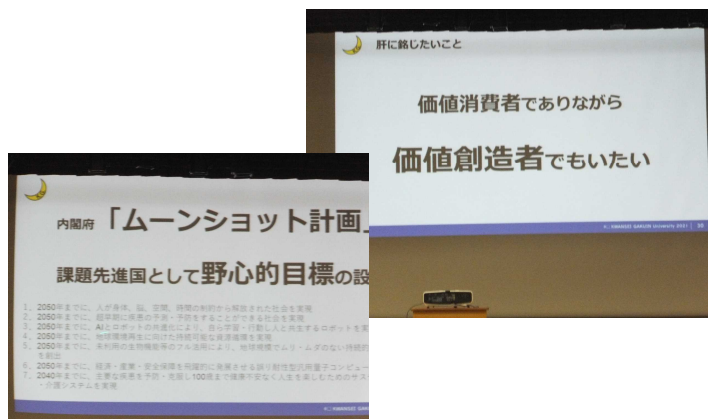 肝に銘じたいこと
価値消費者でありながら
価値創造者でもいたい
KWANSEI GAKUIN University 2021 | 39
内閣府 「ムーンショット計画」
課題先進国として野心的目標の設
1、2050年までに、人が身体、脳、空間、時間の制約から解放された社会を実現
2、2050年までに、超早期に疾患の予測・予防をすることができる社会を実現
3、2050年までに、AIとロボットの共進化により、自ら学習・行動し人と共生するロボットを実
4、2050年までに、地球環境再生に向けた持続可能な資源循環を実現
5、2050年までに、未利用の生物機能等のフル活用により、地球規模でムリ・ムダのない持続的
を創出
6、2050年までに、経済・産業・安全保障を飛躍的に発展させる誤り耐性型汎用量子コンピュー
7、2040年までに、主要な疾患を予防・克服し100歳まで健康不安なく人生を楽しむためのサス
・介護システムを実現